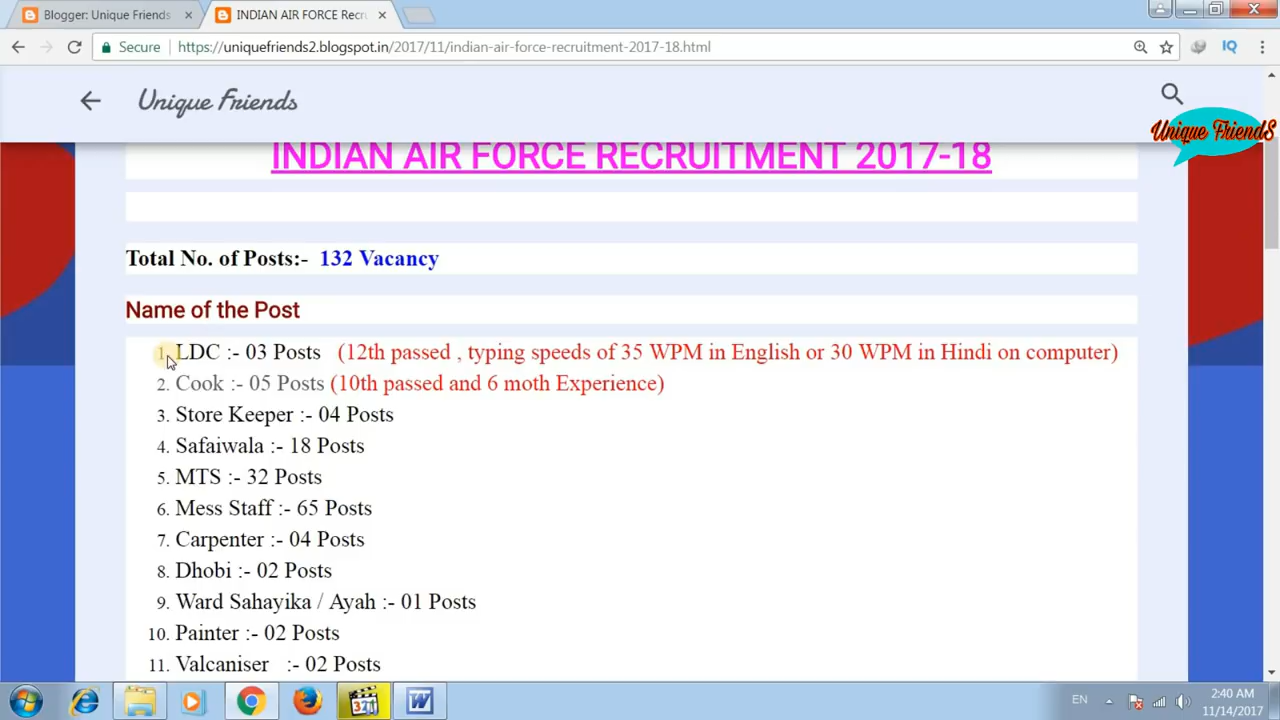 Blogger: Unique Friends
INDIAN AIR FORCE Recru
Secure
https://uniquefriends2.blogspot.in/2017/11/indian-air-force-recruitment-2017-18.html
IQ
Unique Friends
Unique FriendS
INDIAN AIR FORCE RECRUITMENT 2017-18
Total No. of Posts:- 132 Vacancy
Name of the Post
1. LDC :- 03 Posts (12th passed , typing speeds of 35 WPM in English or 30 WPM in Hindi on computer)
2. Cook :- 05 Posts (10th passed and 6 moth Experience)
3. Store Keeper :- 04 Posts
4. Safaiwala :- 18 Posts
5. MTS :- 32 Posts
6. Mess Staff :- 65 Posts
7. Carpenter :- 04 Posts
8. Dhobi :- 02 Posts
9. Ward Sahayika / Ayah :- 01 Posts
10. Painter :- 02 Posts
11. Valcaniser :- 02 Posts
321
W
EN
2:40 AM
11/14/2017